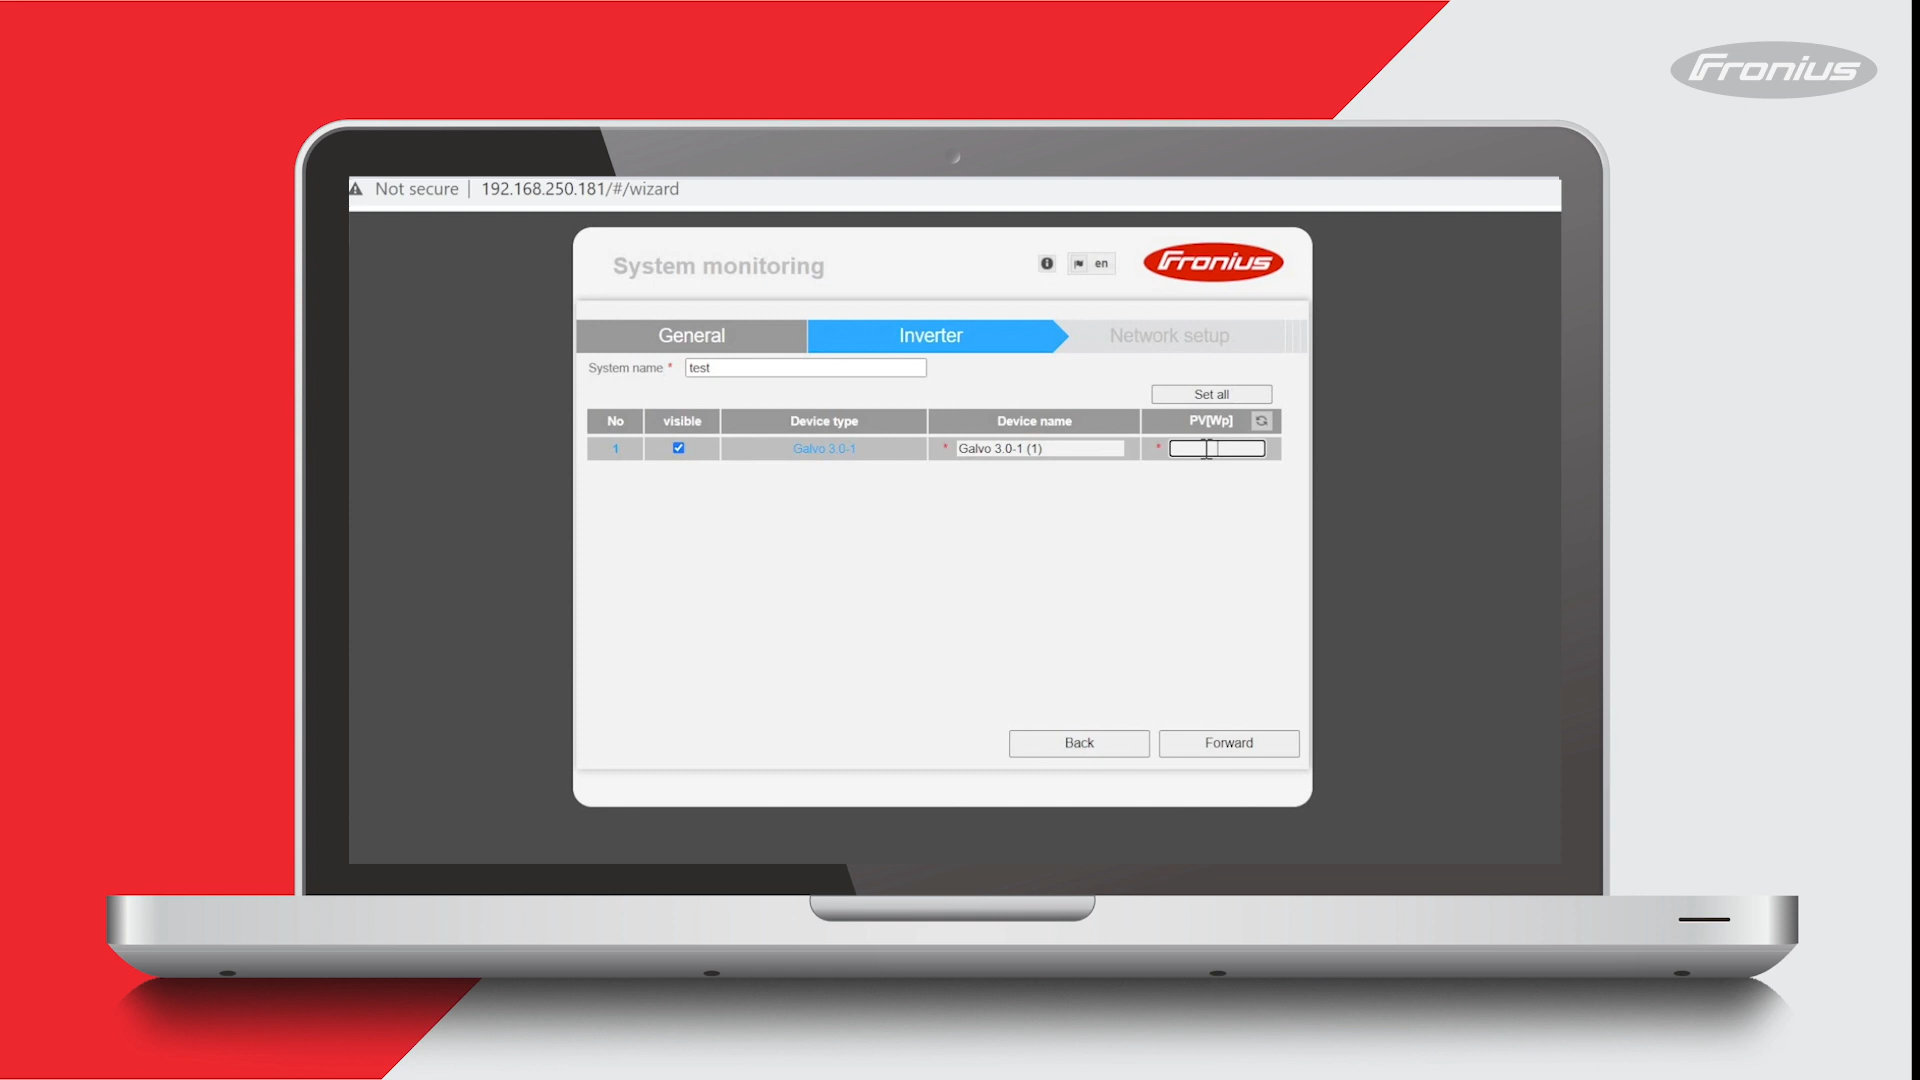 Fronius
Not secure | 192.168.250.181/#/wizard
System monitoring
en
Fronius
General
Inverter
Network setup
System name * test
Set all
No visible Device type Device name PV[Wp]
1 Galvo 3.0-1 * Galvo 3.0-1 (1) *
Back
Forward